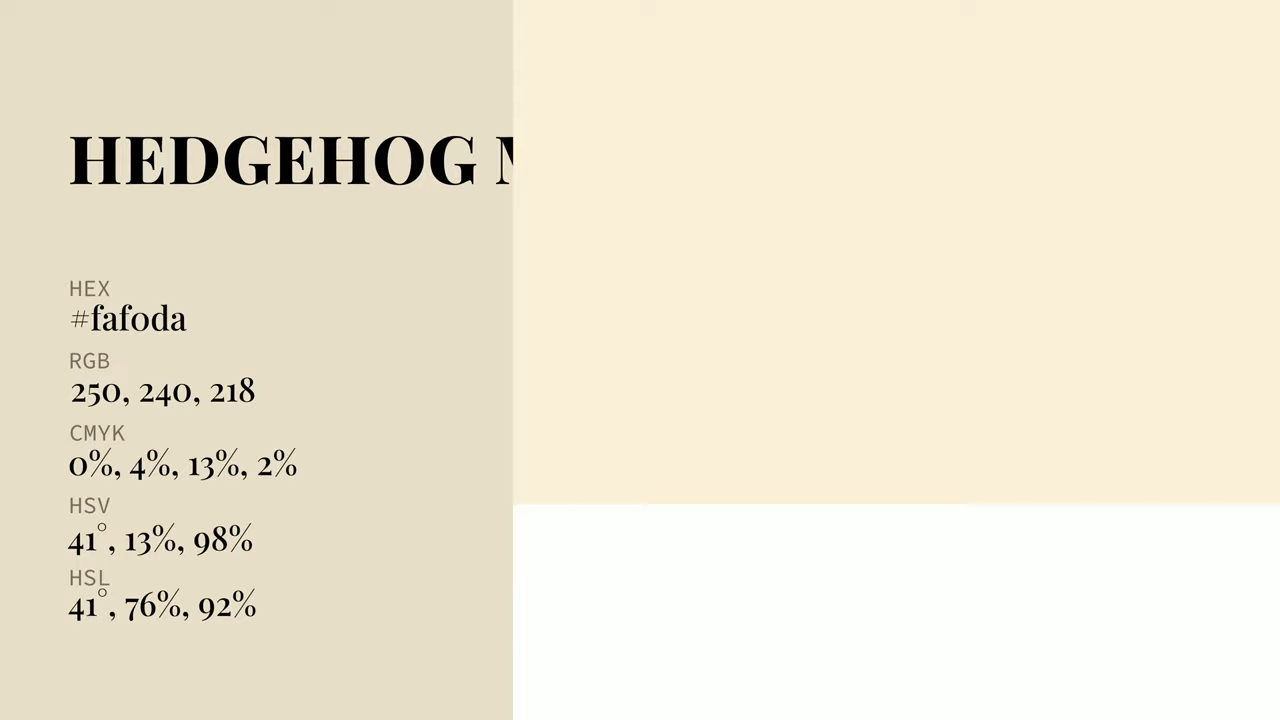 HEDGEHOG
HEX
#faf0da
RGB
250, 240, 218
CMYK
0%, 4%, 13%, 2%
HSV
41°, 13%, 98%
HSL
41°, 76%, 92%